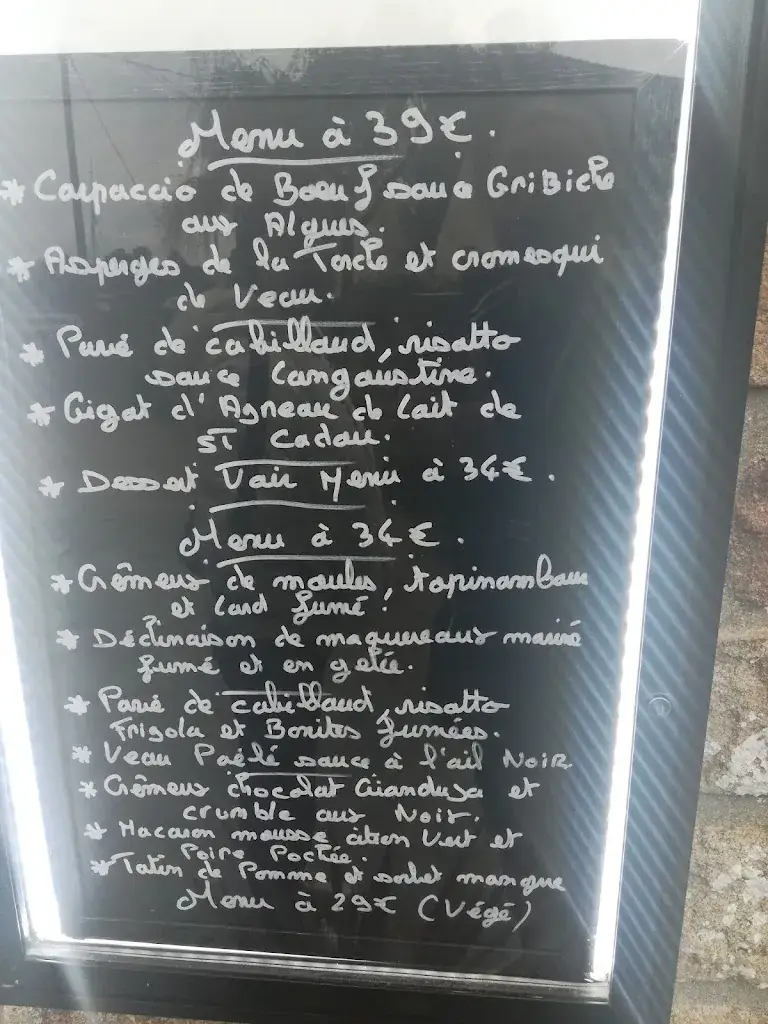 Menu à 39€.
* Carpaccio de Boeuf sauce Gribiche
aux Algues.
* Asperges de la Torche et cromesqui
de Veau.
* Pavé de cabillaud, risotto
sauce Langoustine.
* Gigot d'Agneau de lait de
ST Cadou.
* Dessert Voir Menu à 34€.
Menu à 34€.
* Crêmeux de moules, topinambour
et lard fumé.
* Déclinaison de maquereaux mariné
fumé et en gelée.
* Pavé de cabillaud, risotto
Frigola et Bonites fumées.
* Veau Poêlé sauce à l'ail Noir
* Crêmeux chocolat Gianduja et
crumble aux Noix.
* Macaron mousse citron Vert et
Poire Pochée.
* Tatin de Pomme et sorbet mangue
Menu à 29€ (Végé)